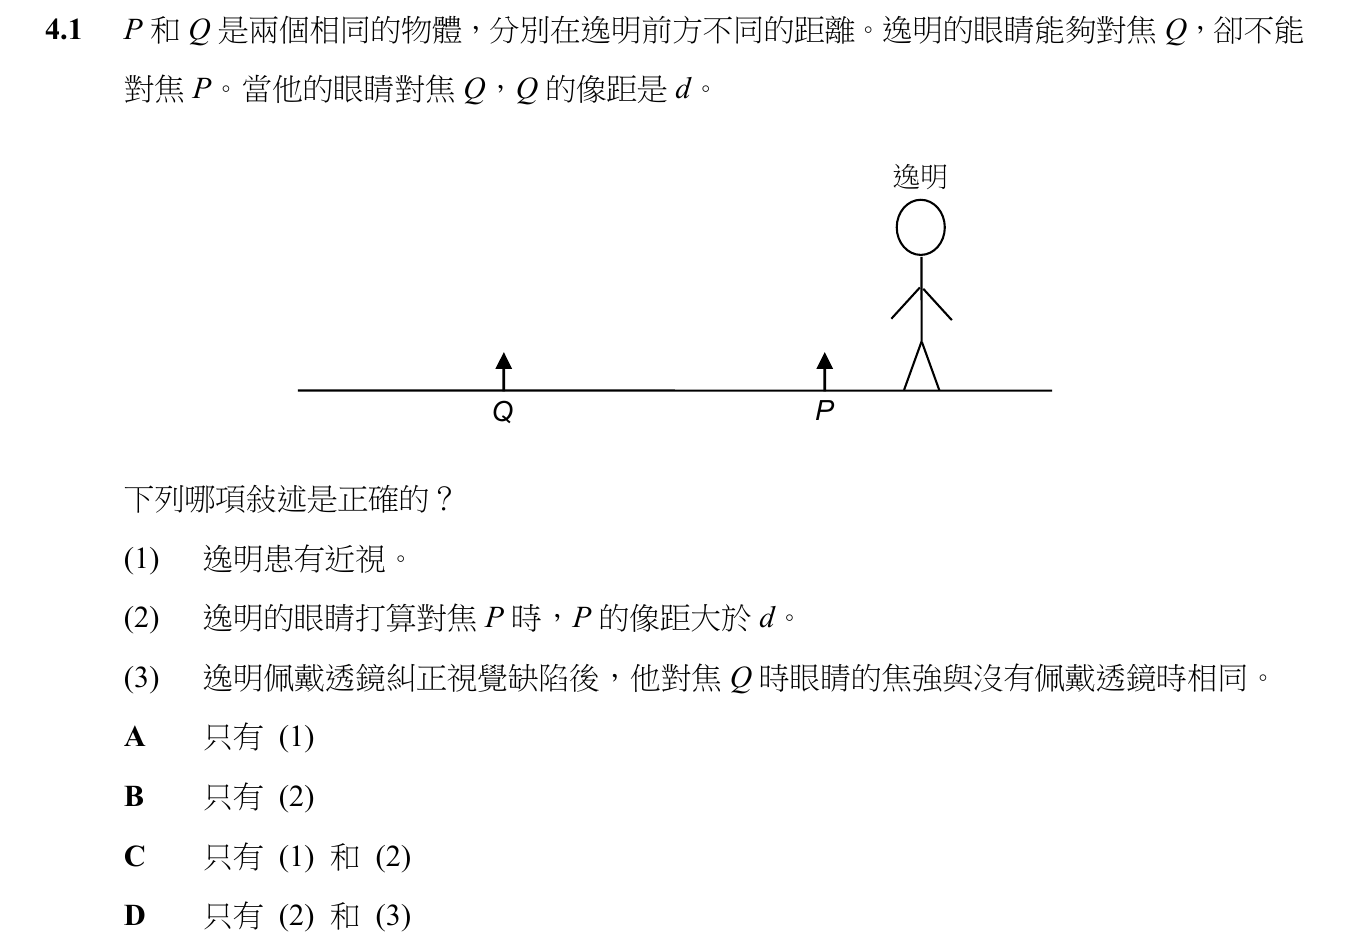 4.1 P 和 Q 是兩個相同的物體，分別在逸明前方不同的距離。逸明的眼睛能夠對焦 Q，卻不能
對焦 P。當他的眼睛對焦 Q，Q 的像距是 d。
逸明
Q P
下列哪項敍述是正確的？
(1) 逸明患有近視。
(2) 逸明的眼睛打算對焦 P 時，P 的像距大於 d。
(3) 逸明佩戴透鏡糾正視覺缺陷後，他對焦 Q 時眼睛的焦強與沒有佩戴透鏡時相同。
A 只有 (1)
B 只有 (2)
C 只有 (1) 和 (2)
D 只有 (2) 和 (3)